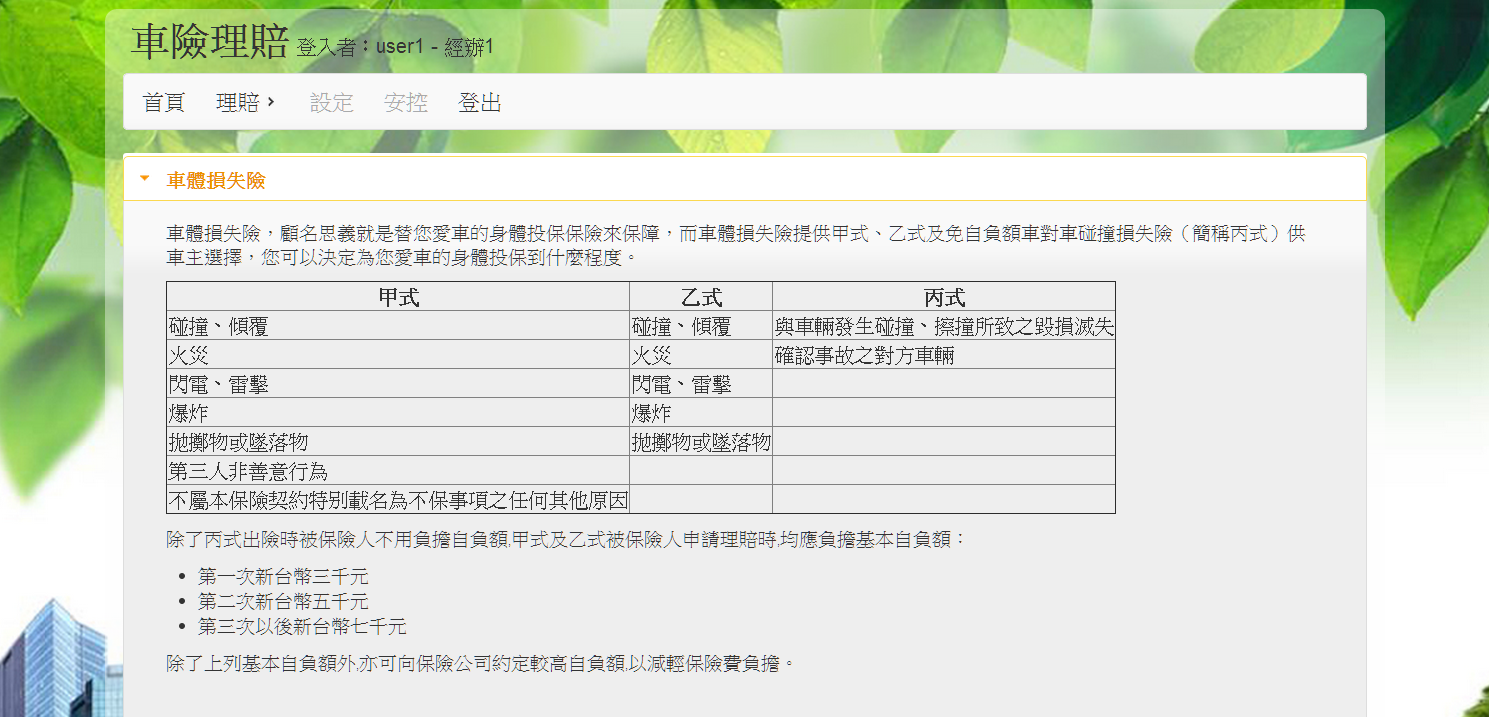 車險理賠 登入者：user1 - 經辦1
首頁 理賠 設定 安控 登出
車體損失險
車體損失險，顧名思義就是替您愛車的身體投保保險來保障，而車體損失險提供甲式、乙式及免自負額車對車碰撞損失險（簡稱丙式）供
車主選擇，您可以決定為您愛車的身體投保到什麼程度。
甲式 乙式 丙式
碰撞、傾覆 碰撞、傾覆 與車輛發生碰撞、擦撞所致之毀損滅失
火災 火災 確認事故之對方車輛
閃電、雷擊 閃電、雷擊
爆炸 爆炸
拋擲物或墜落物 拋擲物或墜落物
第三人非善意行為
不屬本保險契約特別載名為不保事項之任何其他原因
除了丙式出險時被保險人不用負擔自負額,甲式及乙式被保險人申請理賠時,均應負擔基本自負額：
• 第一次新台幣三千元
• 第二次新台幣五千元
• 第三次以後新台幣七千元
除了上列基本自負額外,亦可向保險公司約定較高自負額,以減輕保險費負擔。